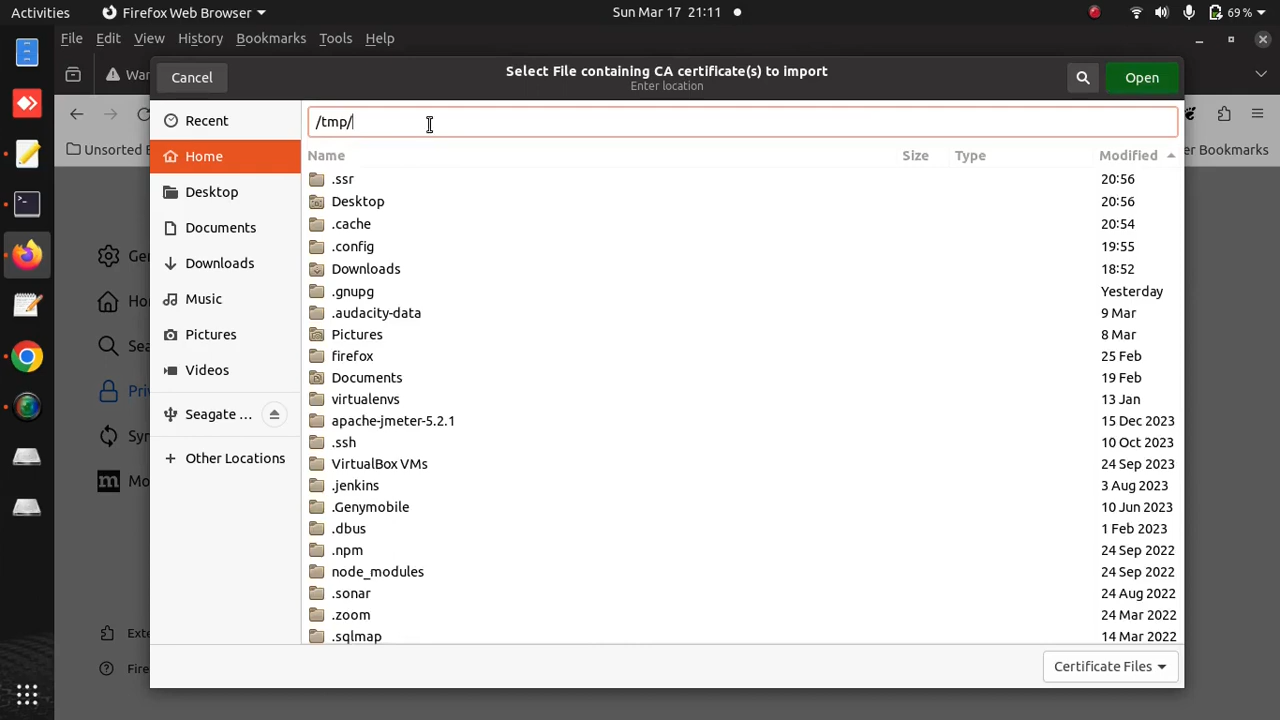 Activities Firefox Web Browser Sun Mar 17 21:11 69 %
File Edit View History Bookmarks Tools Help
Cancel Select File containing CA certificate(s) to import Open
Enter location
Recent
Home
Desktop
Documents
Downloads
Music
Pictures
Videos
Seagate ...
Other Locations
/tmp/
Name Size Type Modified
.ssr 20:56
Desktop 20:56
.cache 20:54
.config 19:55
Downloads 18:52
.gnupg Yesterday
.audacity-data 9 Mar
Pictures 8 Mar
firefox 25 Feb
Documents 19 Feb
virtualenvs 13 Jan
apache-jmeter-5.2.1 15 Dec 2023
.ssh 10 Oct 2023
VirtualBox VMs 24 Sep 2023
.jenkins 3 Aug 2023
.Genymobile 10 Jun 2023
.dbus 1 Feb 2023
.npm 24 Sep 2022
node_modules 24 Sep 2022
.sonar 24 Aug 2022
.zoom 24 Mar 2022
.sqlmap 14 Mar 2022
Certificate Files